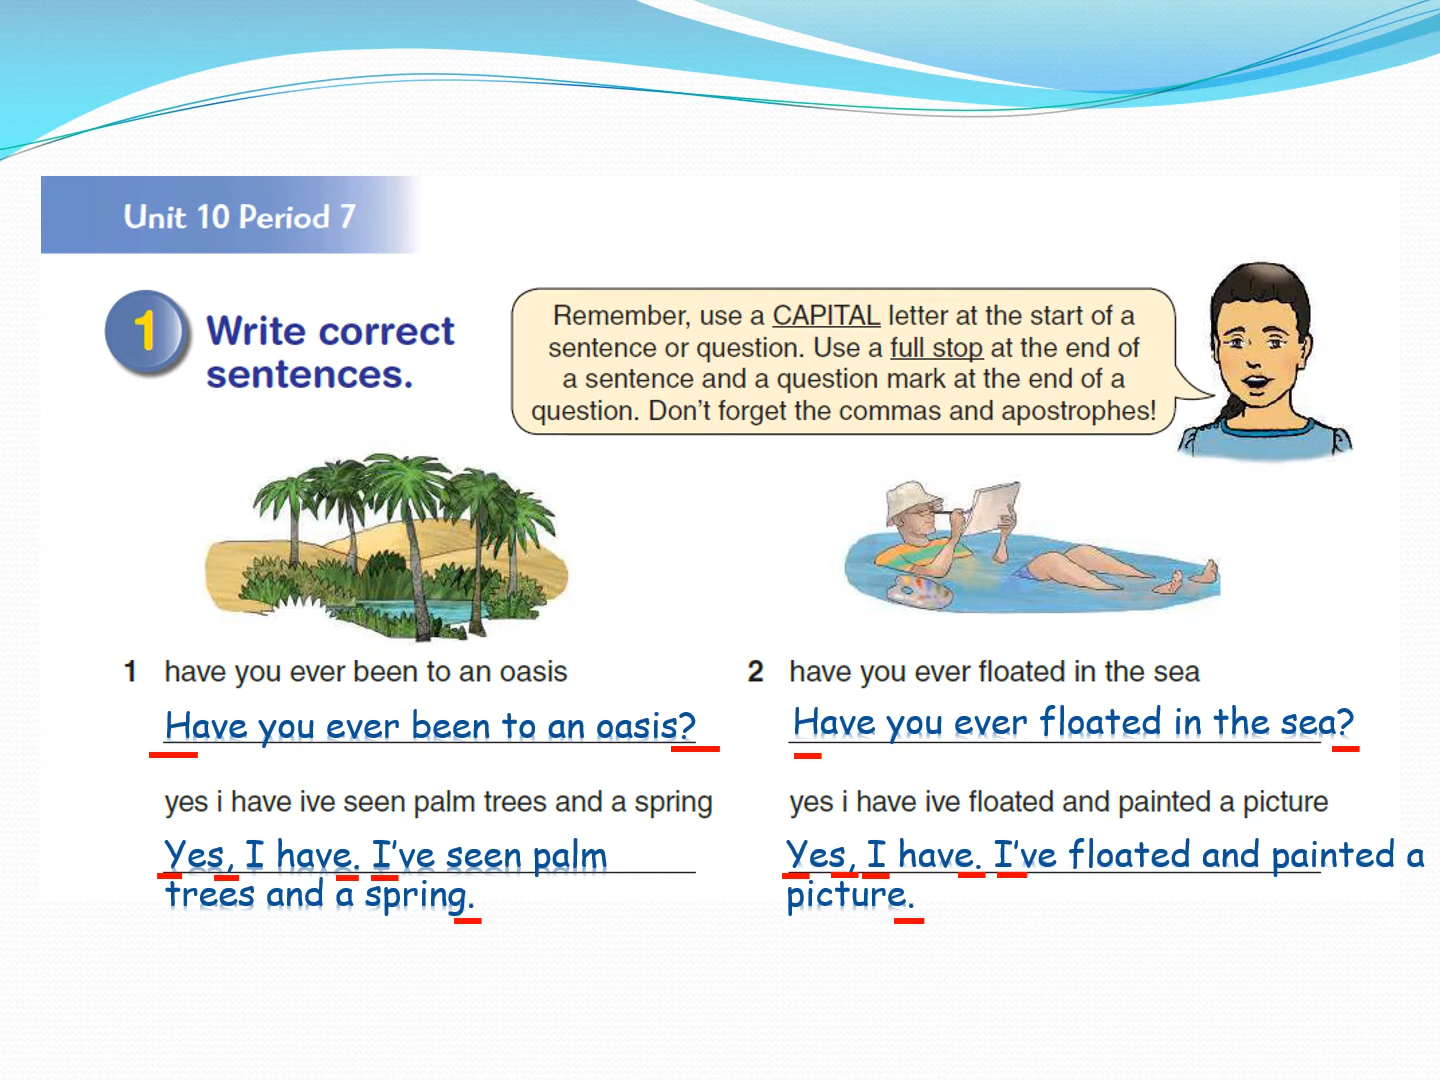 Unit 10 Period 7
1 Write correct
sentences.
Remember, use a CAPITAL letter at the start of a
sentence or question. Use a full stop at the end of
a sentence and a question mark at the end of a
question. Don't forget the commas and apostrophes!
1 have you ever been to an oasis
Have you ever been to an oasis?
yes i have ive seen palm trees and a spring
Yes, I have. I've seen palm
trees and a spring.
2 have you ever floated in the sea
Have you ever floated in the sea?
yes i have ive floated and painted a picture
Yes, I have. I've floated and painted a
picture.